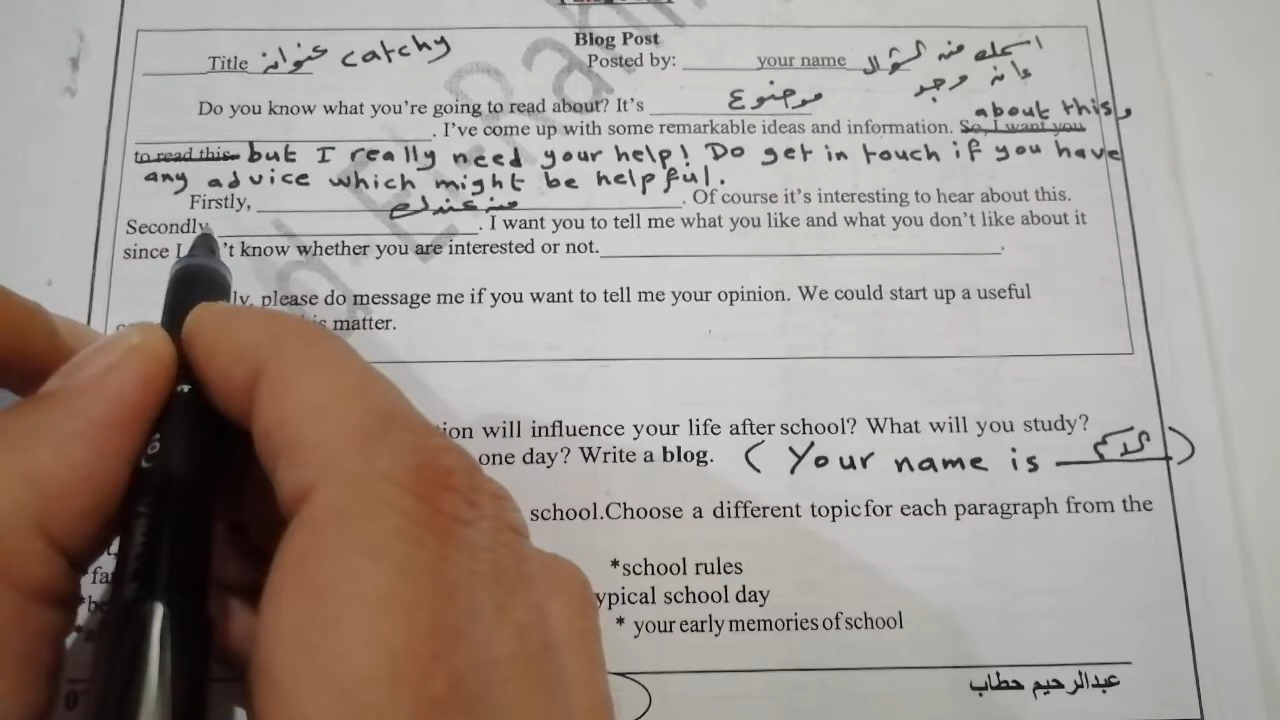 Blog Post
Title عنوانه catchy Posted by: your name اسمك من السؤال
وجد
Do you know what you're going to read about? It's موضوع
about this,
. I've come up with some remarkable ideas and information. So, I want you
to read this. but I really need your help! Do get in touch if you have
any advice which might be helpful.
Firstly, من عندك. Of course it's interesting to hear about this.
Secondly . I want you to tell me what you like and what you don't like about it
since I 't know whether you are interested or not. .
ly, please do message me if you want to tell me your opinion. We could start up a useful
matter.
ion will influence your life after school? What will you study?
one day? Write a blog. (Your name is )
school.Choose a different topic for each paragraph from the
*school rules
ypical school day
* your early memories of school
عبدالرحيم حطاب